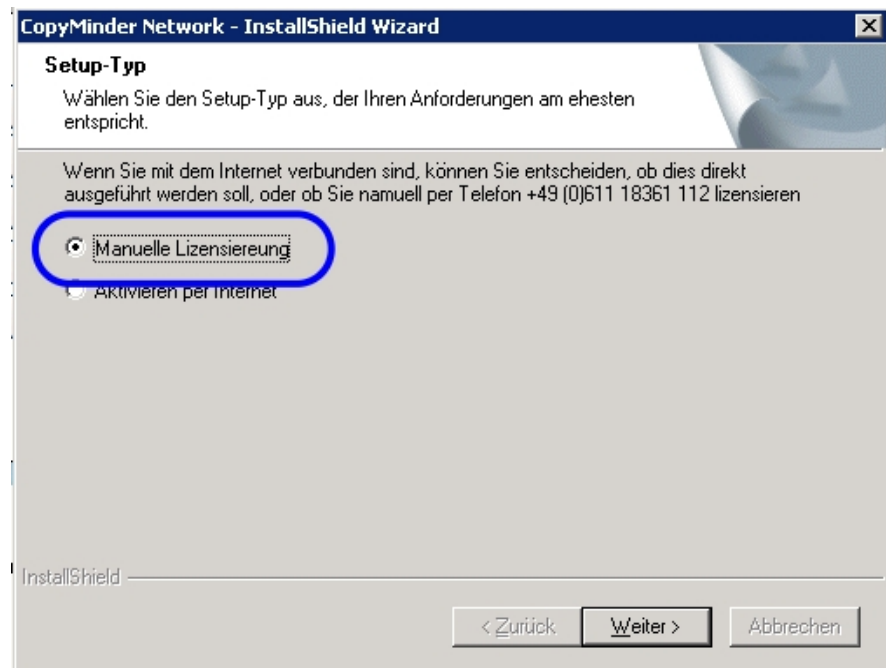 CopyMinder Network - InstallShield Wizard
Setup-Typ
Wählen Sie den Setup-Typ aus, der Ihren Anforderungen am ehesten
entspricht.
Wenn Sie mit dem Internet verbunden sind, können Sie entscheiden, ob dies direkt
ausgeführt werden soll, oder ob Sie namuell per Telefon +49 (0)611 18361 112 lizensieren
Manuelle Lizensiereung
Aktivieren per Internet
InstallShield
< Zurück
Weiter >
Abbrechen